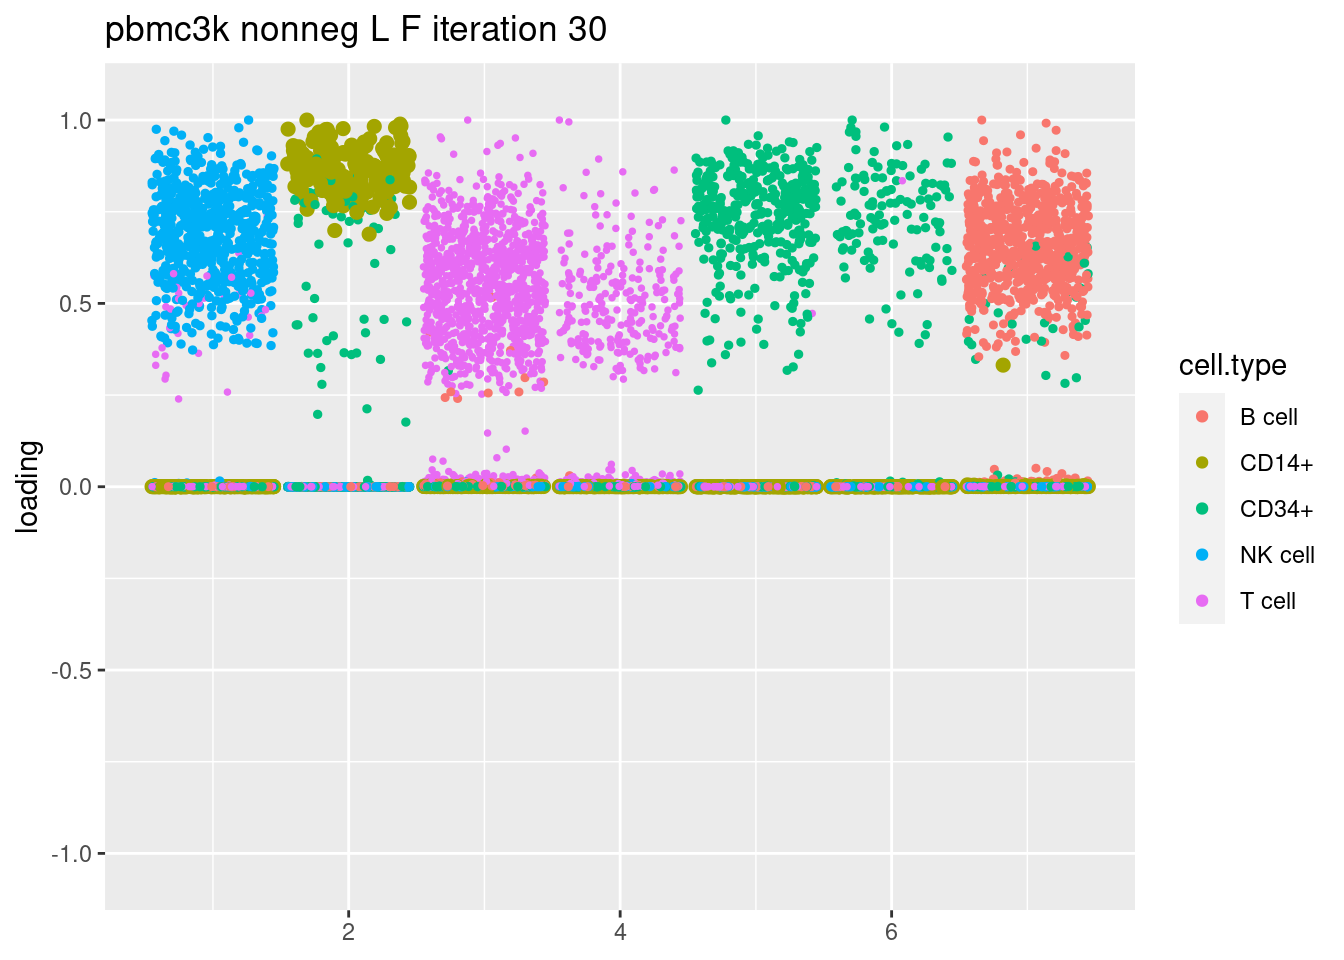 pbmc3k nonneg L F iteration 30
1.0
0.5
0.0
-0.5
-1.0
loading
2
4
6
cell.type
B cell
CD14+
CD34+
NK cell
T cell